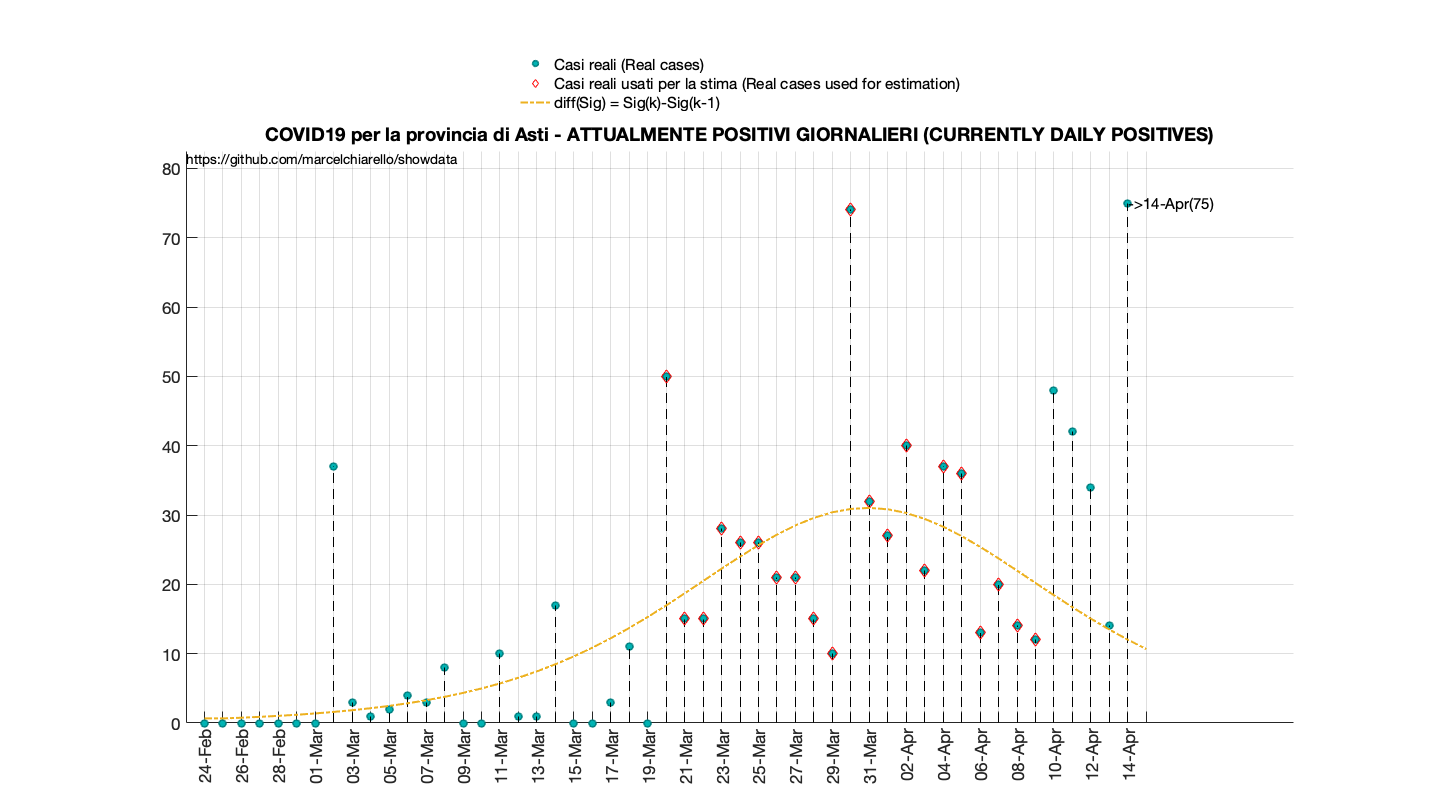 Casi reali (Real cases)
Casi reali usati per la stima (Real cases used for estimation)
diff(Sig) = Sig(k)-Sig(k-1)
COVID19 per la provincia di Asti - ATTUALMENTE POSITIVI GIORNALIERI (CURRENTLY DAILY POSITIVES)
https://github.com/marcelchiarello/showdata
80
->14-Apr(75)
70
60
50
40
30
20
10
0
24-Feb
26-Feb
28-Feb
01-Mar
03-Mar
05-Mar
07-Mar
09-Mar
11-Mar
13-Mar
15-Mar
17-Mar
19-Mar
21-Mar
23-Mar
25-Mar
27-Mar
29-Mar
31-Mar
02-Apr
04-Apr
06-Apr
08-Apr
10-Apr
12-Apr
14-Apr